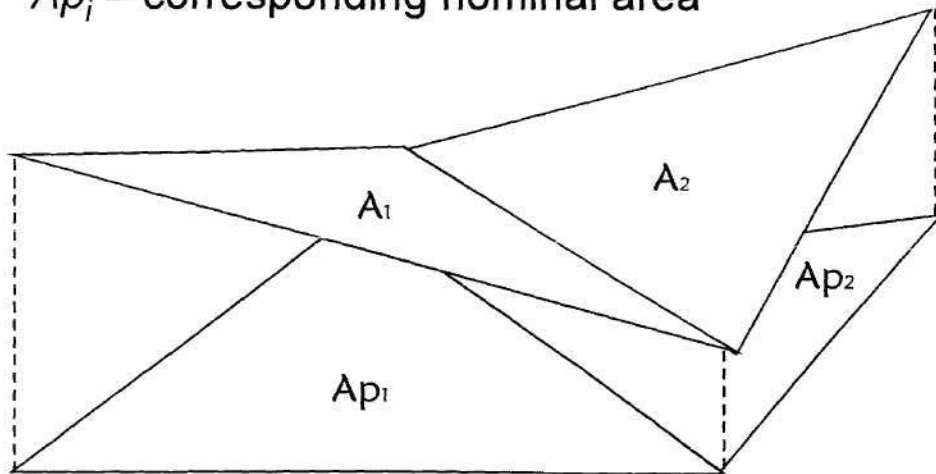 Apᵢ – corresponding nominal area
A₂
A₁
Ap₂
Ap₁